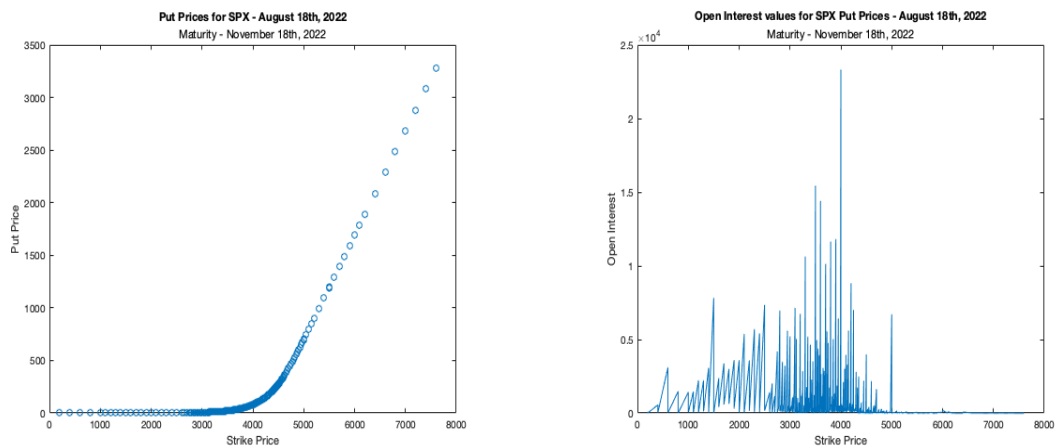 Put Prices for SPX - August 18th, 2022
Maturity - November 18th, 2022
3500
3000
2500
2000
1500
1000
500
0
Put Price
0 1000 2000 3000 4000 5000 6000 7000 8000
Strike Price
Open Interest values for SPX Put Prices - August 18th, 2022
Maturity - November 18th, 2022
×10⁴
2.5
2
1.5
1
0.5
0
Open Interest
0 1000 2000 3000 4000 5000 6000 7000 8000
Strike Price